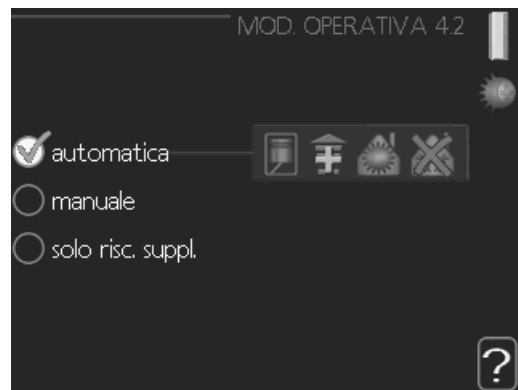 MOD. OPERATIVA 4.2
automatica
manuale
solo risc. suppl.
?